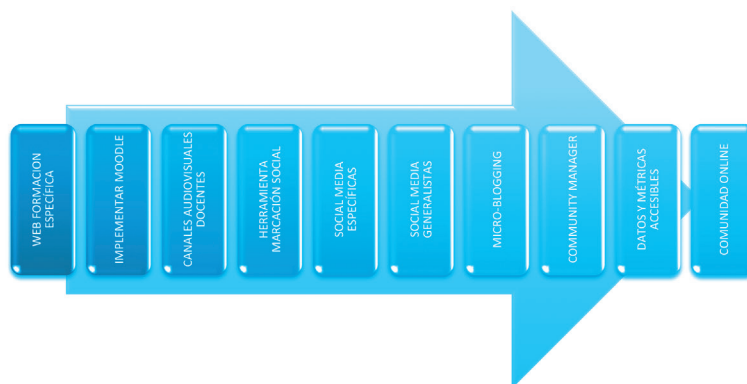 WEB FORMACION
ESPECÍFICA
IMPLEMENTAR MOODLE
CANALES AUDIOVISUALES
DOCENTES
HERRAMIENTA
MARCACIÓN SOCIAL
SOCIAL MEDIA
ESPECÍFICAS
SOCIAL MEDIA
GENERALISTAS
MICRO-BLOGGING
COMMUNITY MANAGER
DATOS Y MÉTRICAS
ACCESIBLES
COMUNIDAD ONLINE